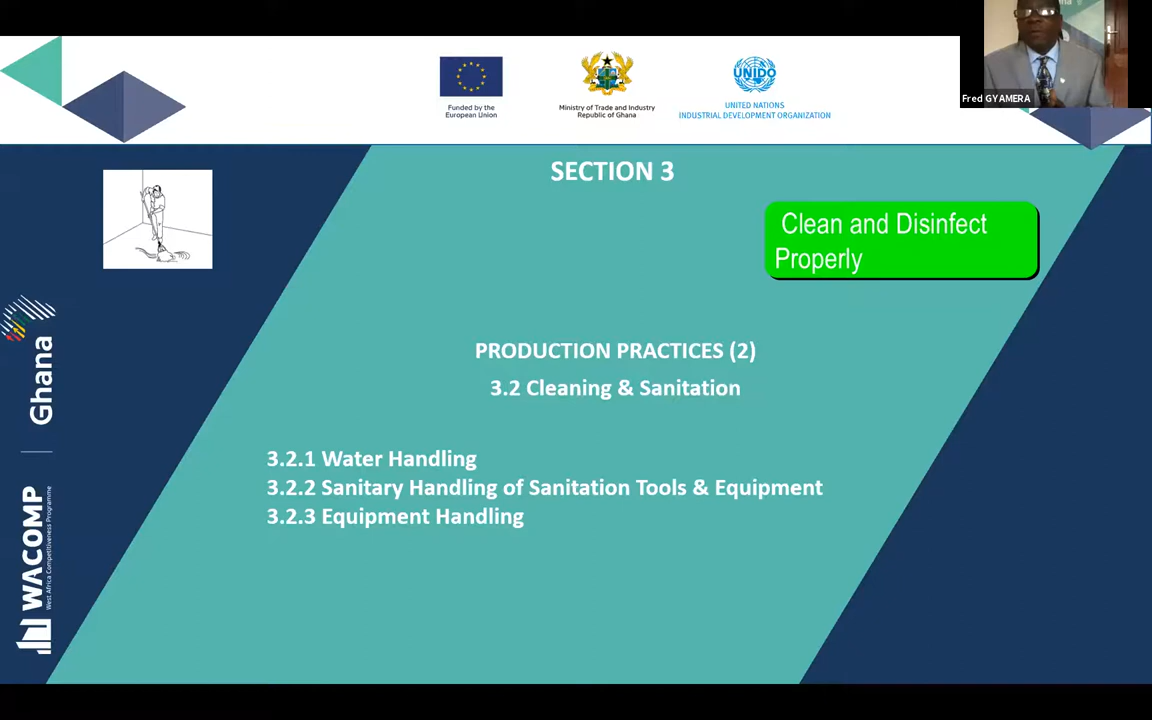 Funded by the
European Union
Ministry of Trade and Industry
Republic of Ghana
UNIDO
UNITED NATIONS
INDUSTRIAL DEVELOPMENT ORGANIZATION
Fred GYAMERA
SECTION 3
Clean and Disinfect
Properly
PRODUCTION PRACTICES (2)
3.2 Cleaning & Sanitation
3.2.1 Water Handling
3.2.2 Sanitary Handling of Sanitation Tools & Equipment
3.2.3 Equipment Handling
Ghana
WACOMP
West Africa Competitiveness Programme